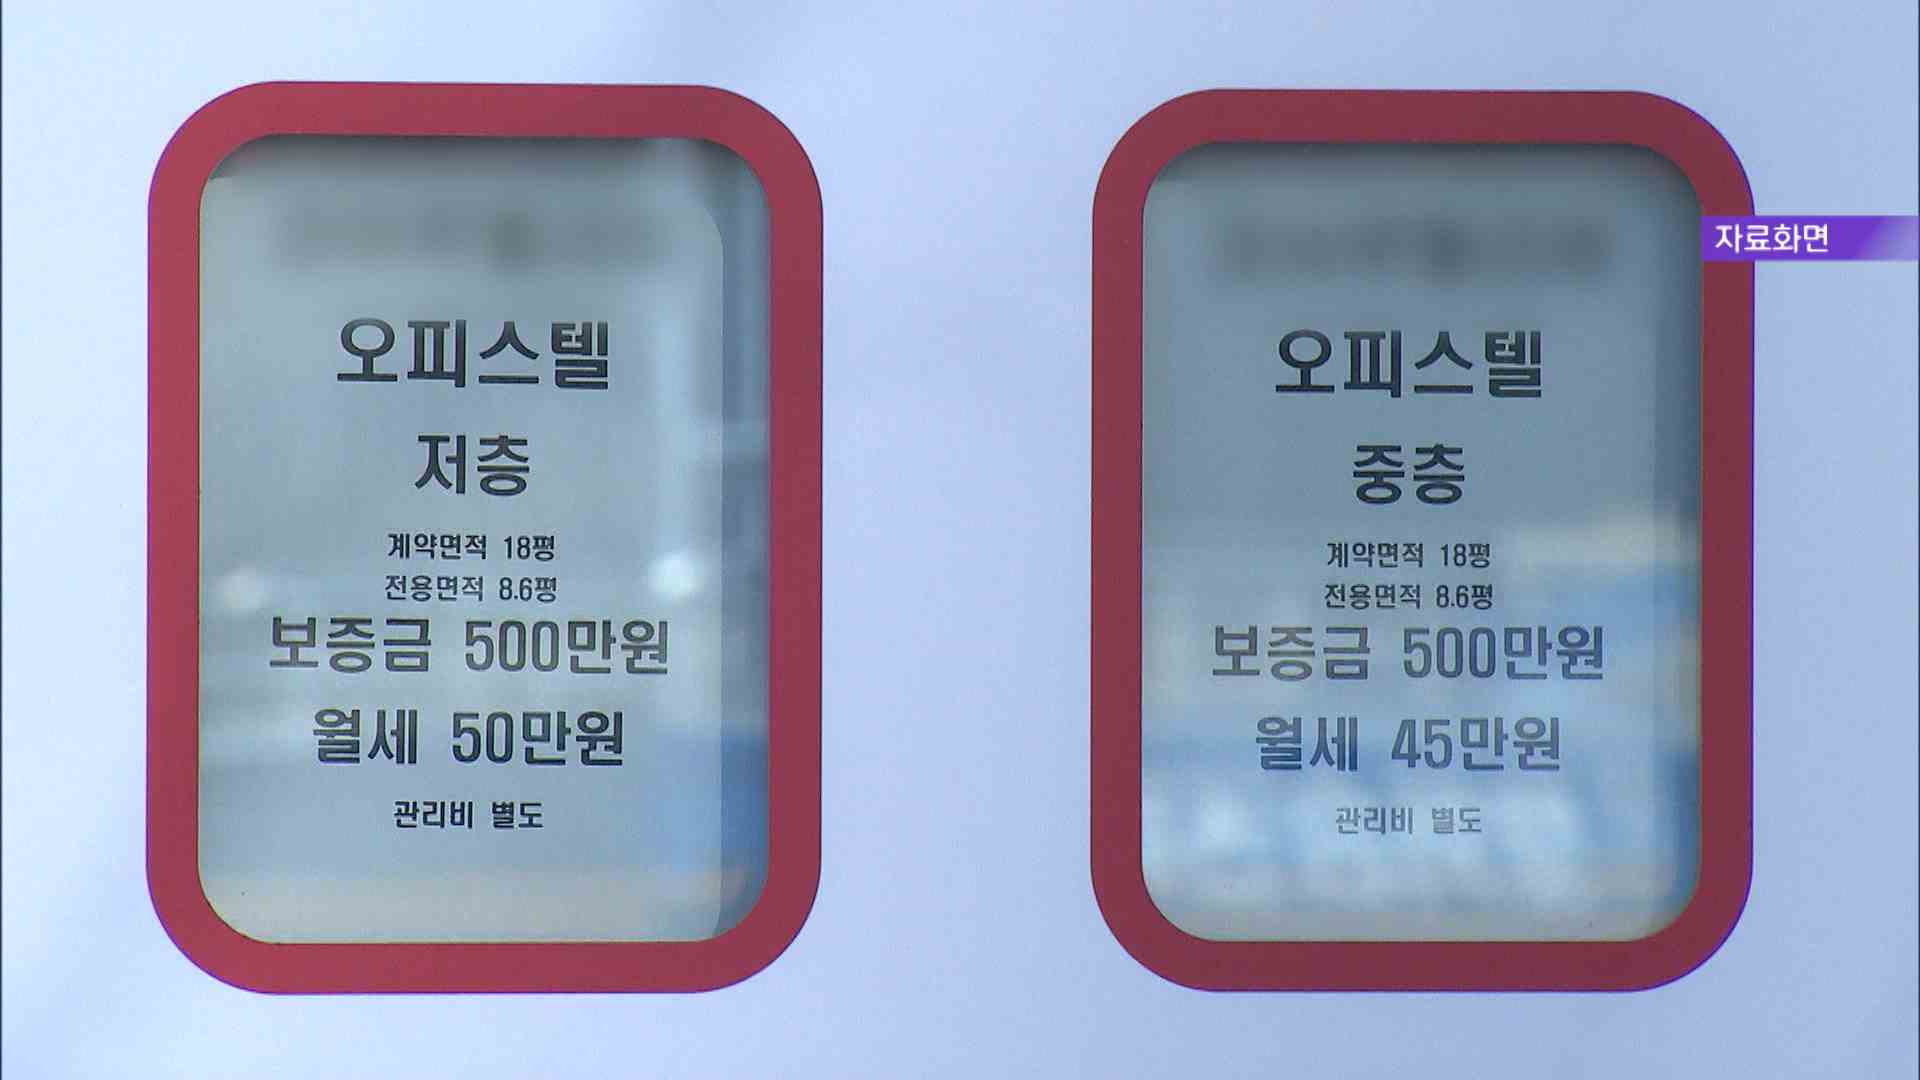 오피스텔
저층
계약면적 18평
전용면적 8.6평
보증금 500만원
월세 50만원
관리비 별도
오피스텔
중층
계약면적 18평
전용면적 8.6평
보증금 500만원
월세 45만원
관리비 별도
자료화면